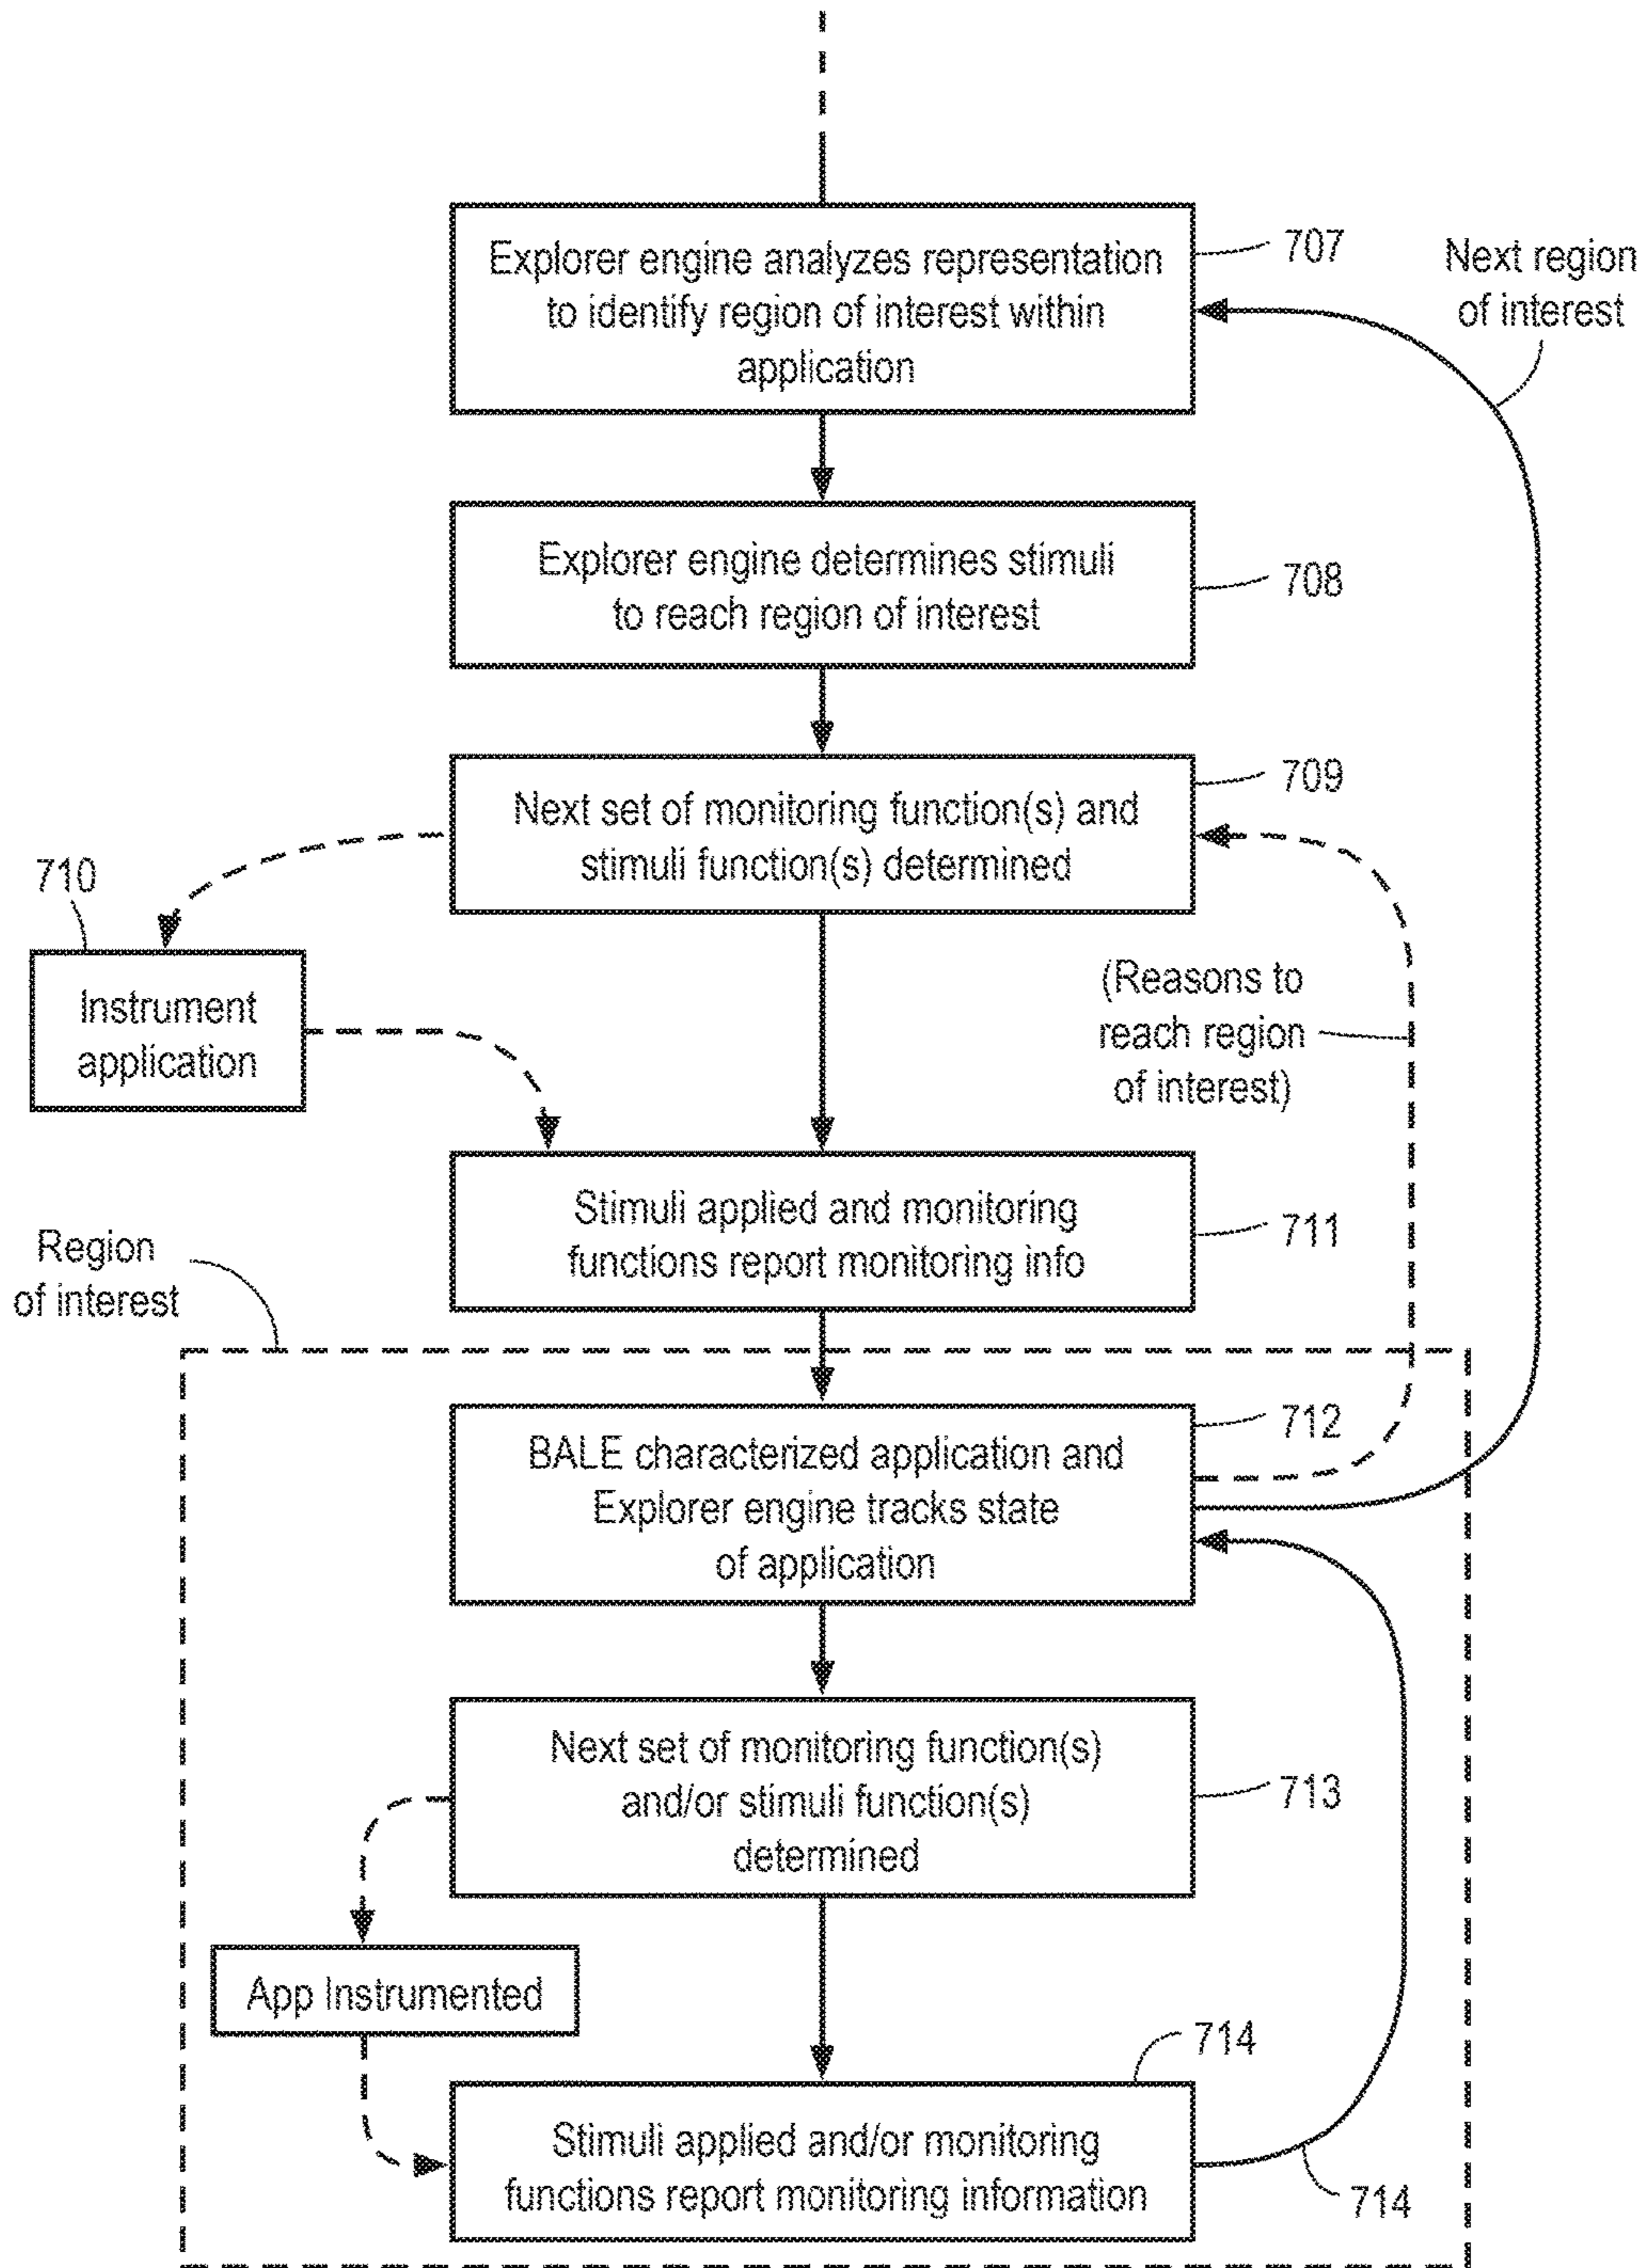 Explorer engine analyzes representation
to identify region of interest within
application
707
Next region
of interest
Explorer engine determines stimuli
to reach region of interest
708
Next set of monitoring function(s) and
stimuli function(s) determined
709
710
Instrument
application
(Reasons to
reach region
of interest)
Stimuli applied and monitoring
functions report monitoring info
711
Region
of interest
BALE characterized application and
Explorer engine tracks state
of application
712
Next set of monitoring function(s)
and/or stimuli function(s)
determined
713
App Instrumented
714
Stimuli applied and/or monitoring
functions report monitoring information
714